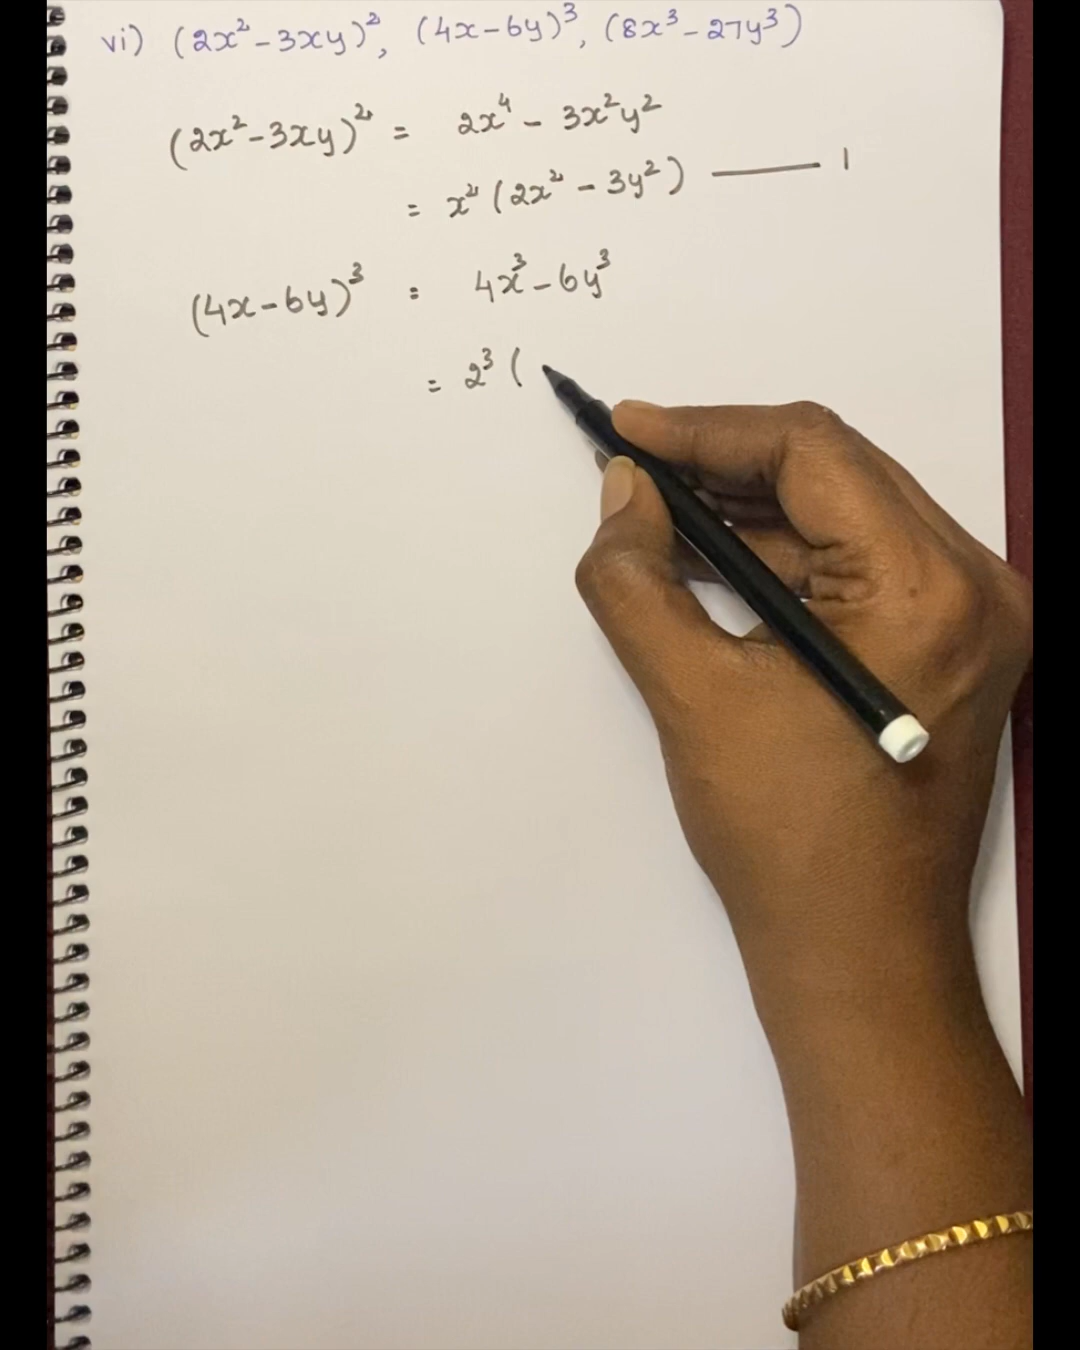 vi) (2x² - 3xy)², (4x - 6y)³, (8x³ - 27y³)
(2x² - 3xy)² = 2x⁴ - 3x²y²
= x² (2x² - 3y²) —— 1
(4x - 6y)³ = 4x³ - 6y³
= 2³ (